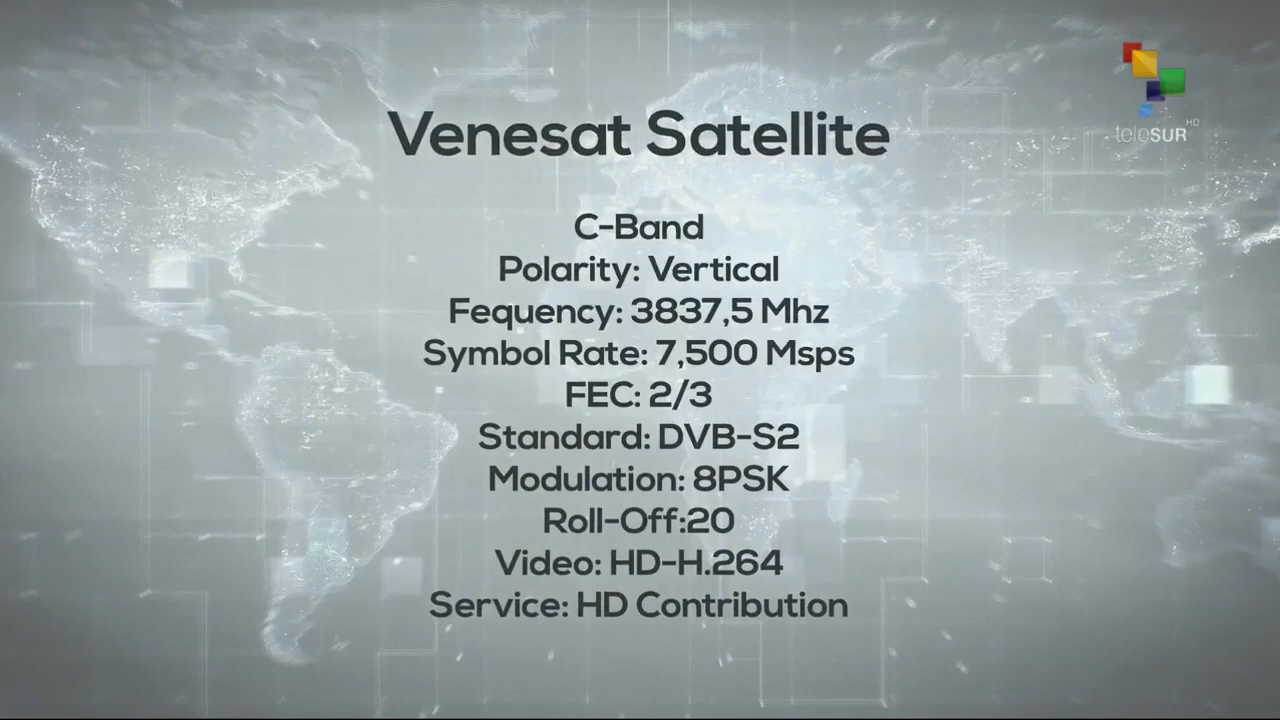 Venesat Satellite
C-Band
Polarity: Vertical
Fequency: 3837,5 Mhz
Symbol Rate: 7,500 Msps
FEC: 2/3
Standard: DVB-S2
Modulation: 8PSK
Roll-Off:20
Video: HD-H.264
Service: HD Contribution
HD
teleSUR